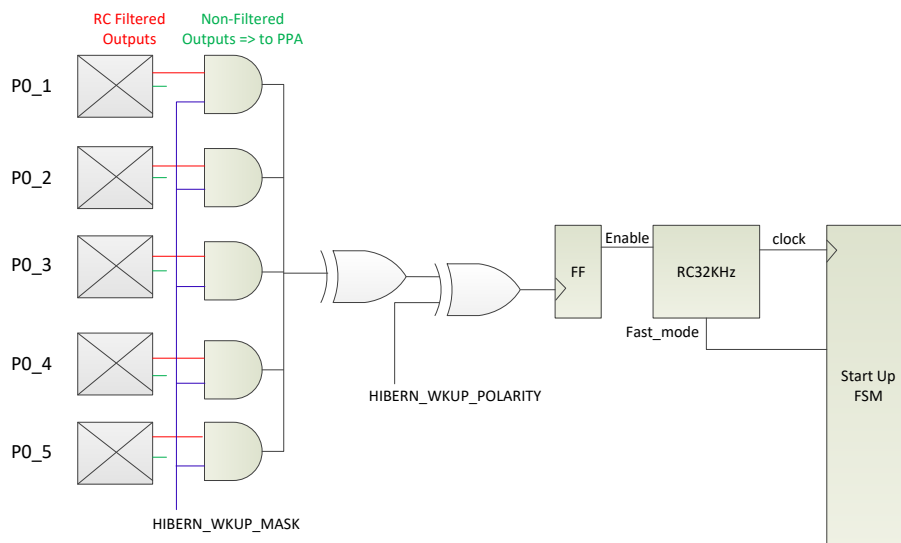 RC Filtered
Outputs
Non-Filtered
Outputs => to PPA
P0_1
P0_2
P0_3
P0_4
P0_5
HIBERN_WKUP_MASK
HIBERN_WKUP_POLARITY
FF
Enable
RC32KHz
clock
Fast_mode
Start Up
FSM